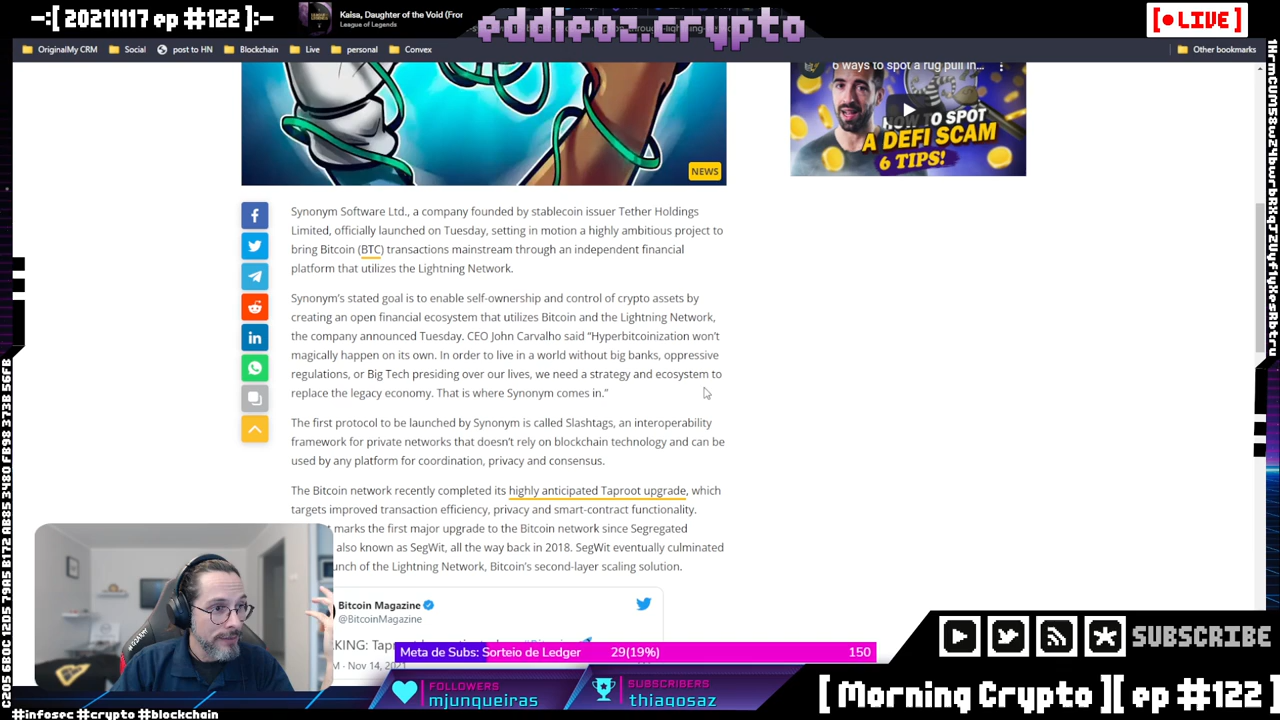 -:[ 20211117 ep #122 ]:-
Kaisa, Daughter of the Void (Fror
League of Legends
eddieoz.crypto
[• LIVE]
OriginalMy CRM
Social
post to HN
Blockchain
Live
personal
Convex
Other bookmarks
6 ways to spot a rug pull in...
HOW TO SPOT
A DEFI SCAM
6 TIPS!
NEWS
Synonym Software Ltd., a company founded by stablecoin issuer Tether Holdings
Limited, officially launched on Tuesday, setting in motion a highly ambitious project to
bring Bitcoin (BTC) transactions mainstream through an independent financial
platform that utilizes the Lightning Network.
Synonym's stated goal is to enable self-ownership and control of crypto assets by
creating an open financial ecosystem that utilizes Bitcoin and the Lightning Network,
the company announced Tuesday. CEO John Carvalho said “Hyperbitcoinization won't
magically happen on its own. In order to live in a world without big banks, oppressive
regulations, or Big Tech presiding over our lives, we need a strategy and ecosystem to
replace the legacy economy. That is where Synonym comes in.”
The first protocol to be launched by Synonym is called Slashtags, an interoperability
framework for private networks that doesn't rely on blockchain technology and can be
used by any platform for coordination, privacy and consensus.
The Bitcoin network recently completed its highly anticipated Taproot upgrade, which
targets improved transaction efficiency, privacy and smart-contract functionality.
marks the first major upgrade to the Bitcoin network since Segregated
also known as SegWit, all the way back in 2018. SegWit eventually culminated
unch of the Lightning Network, Bitcoin's second-layer scaling solution.
Bitcoin Magazine
@BitcoinMagazine
KING:
M · Nov 14, 2021
Meta de Subs: Sorteio de Ledger 29(19%) 150
FOLLOWERS
mjunqueiras
SUBSCRIBERS
thiagosaz
SUBSCRIBE
[ Morning Crypto ][ ep #122 ]
#infosec #crypto #blockchain